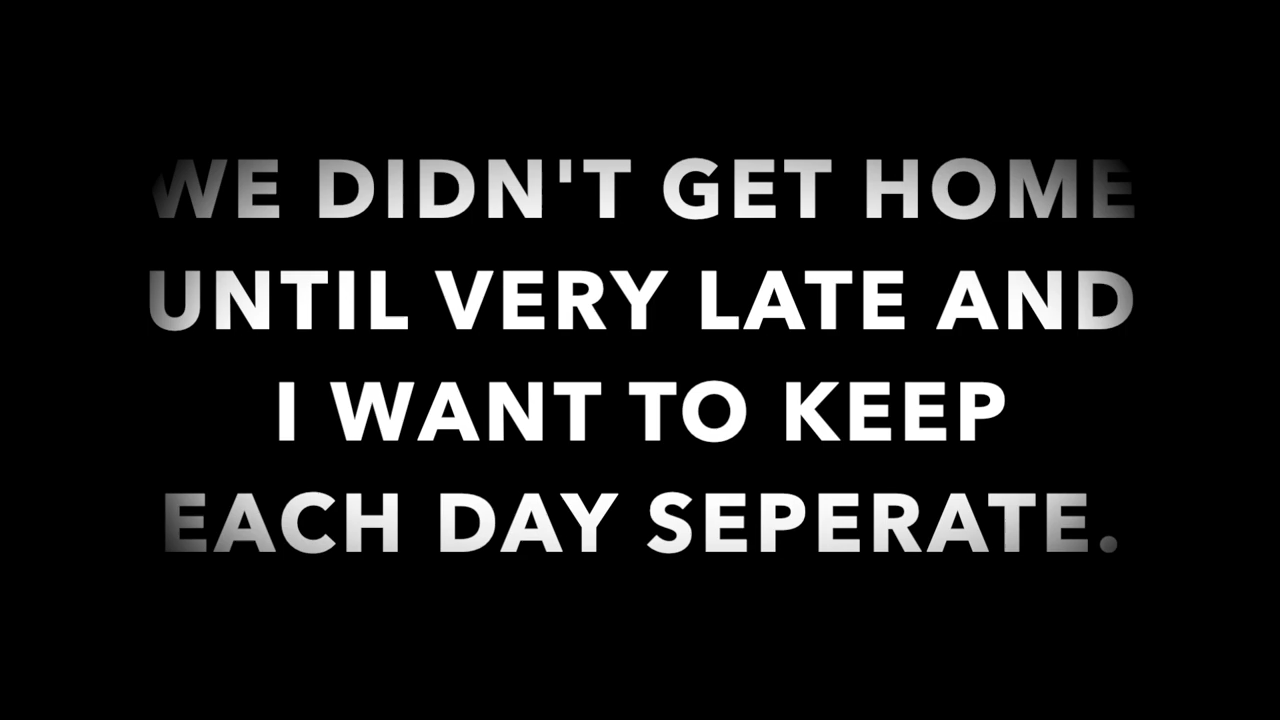 WE DIDN'T GET HOME
UNTIL VERY LATE AND
I WANT TO KEEP
EACH DAY SEPERATE.